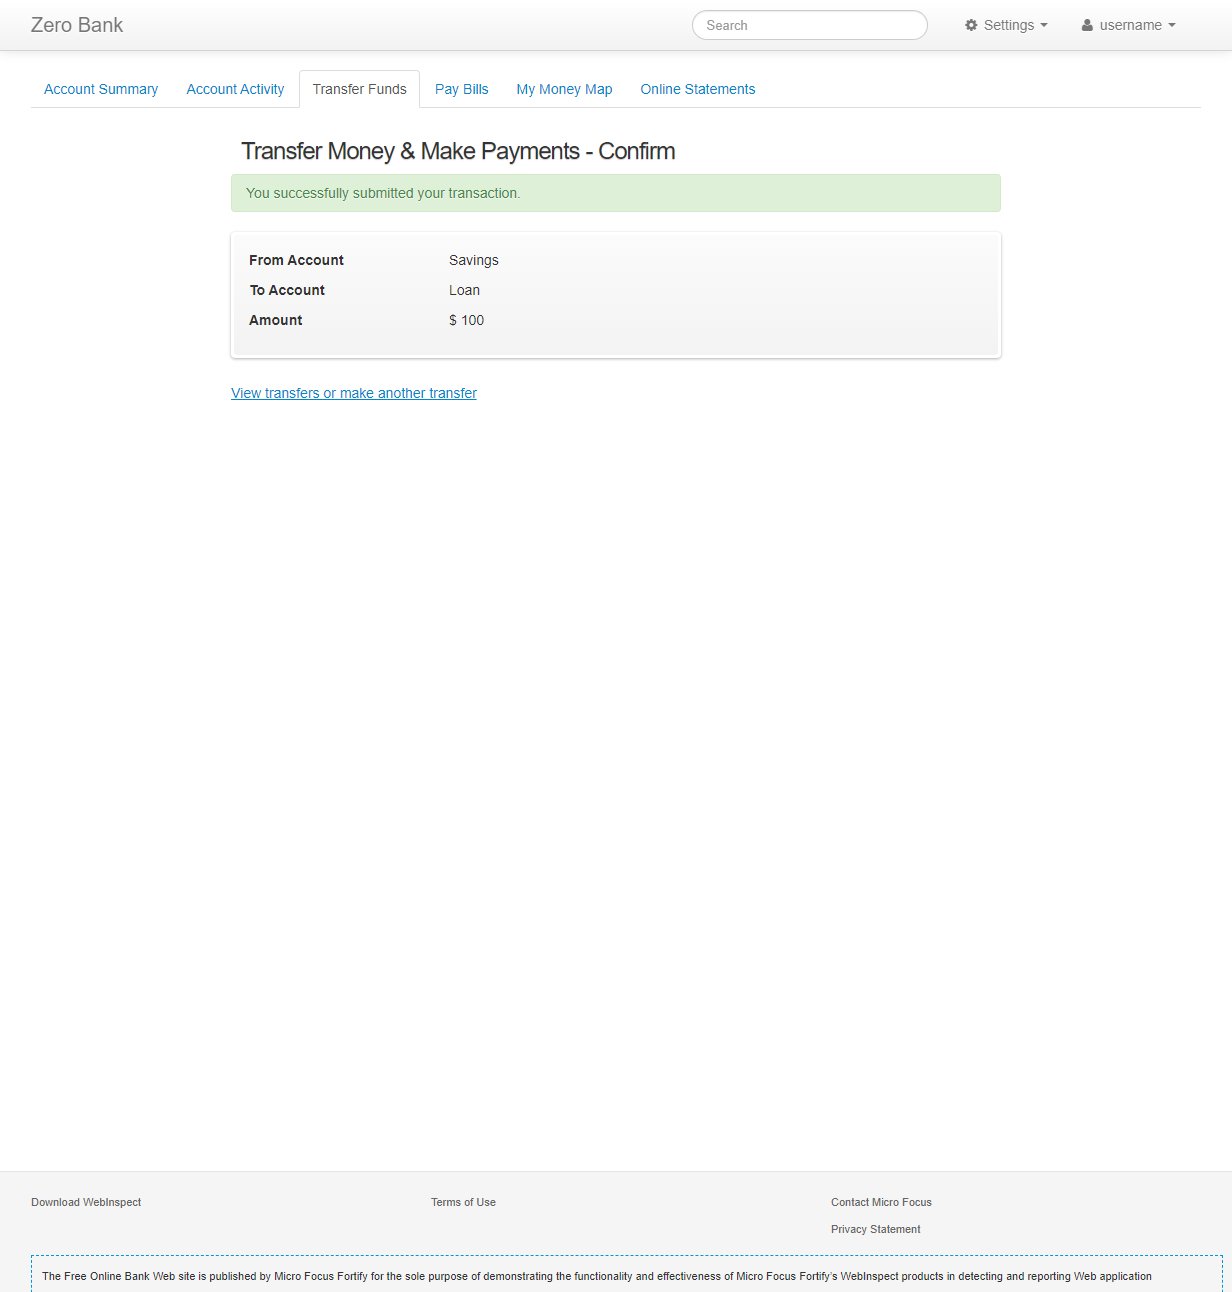 Zero Bank
Search
Settings
username
Account Summary
Account Activity
Transfer Funds
Pay Bills
My Money Map
Online Statements
Transfer Money & Make Payments - Confirm
You successfully submitted your transaction.
From Account Savings
To Account Loan
Amount $ 100
View transfers or make another transfer
Download WebInspect
Terms of Use
Contact Micro Focus
Privacy Statement
The Free Online Bank Web site is published by Micro Focus Fortify for the sole purpose of demonstrating the functionality and effectiveness of Micro Focus Fortify's WebInspect products in detecting and reporting Web application